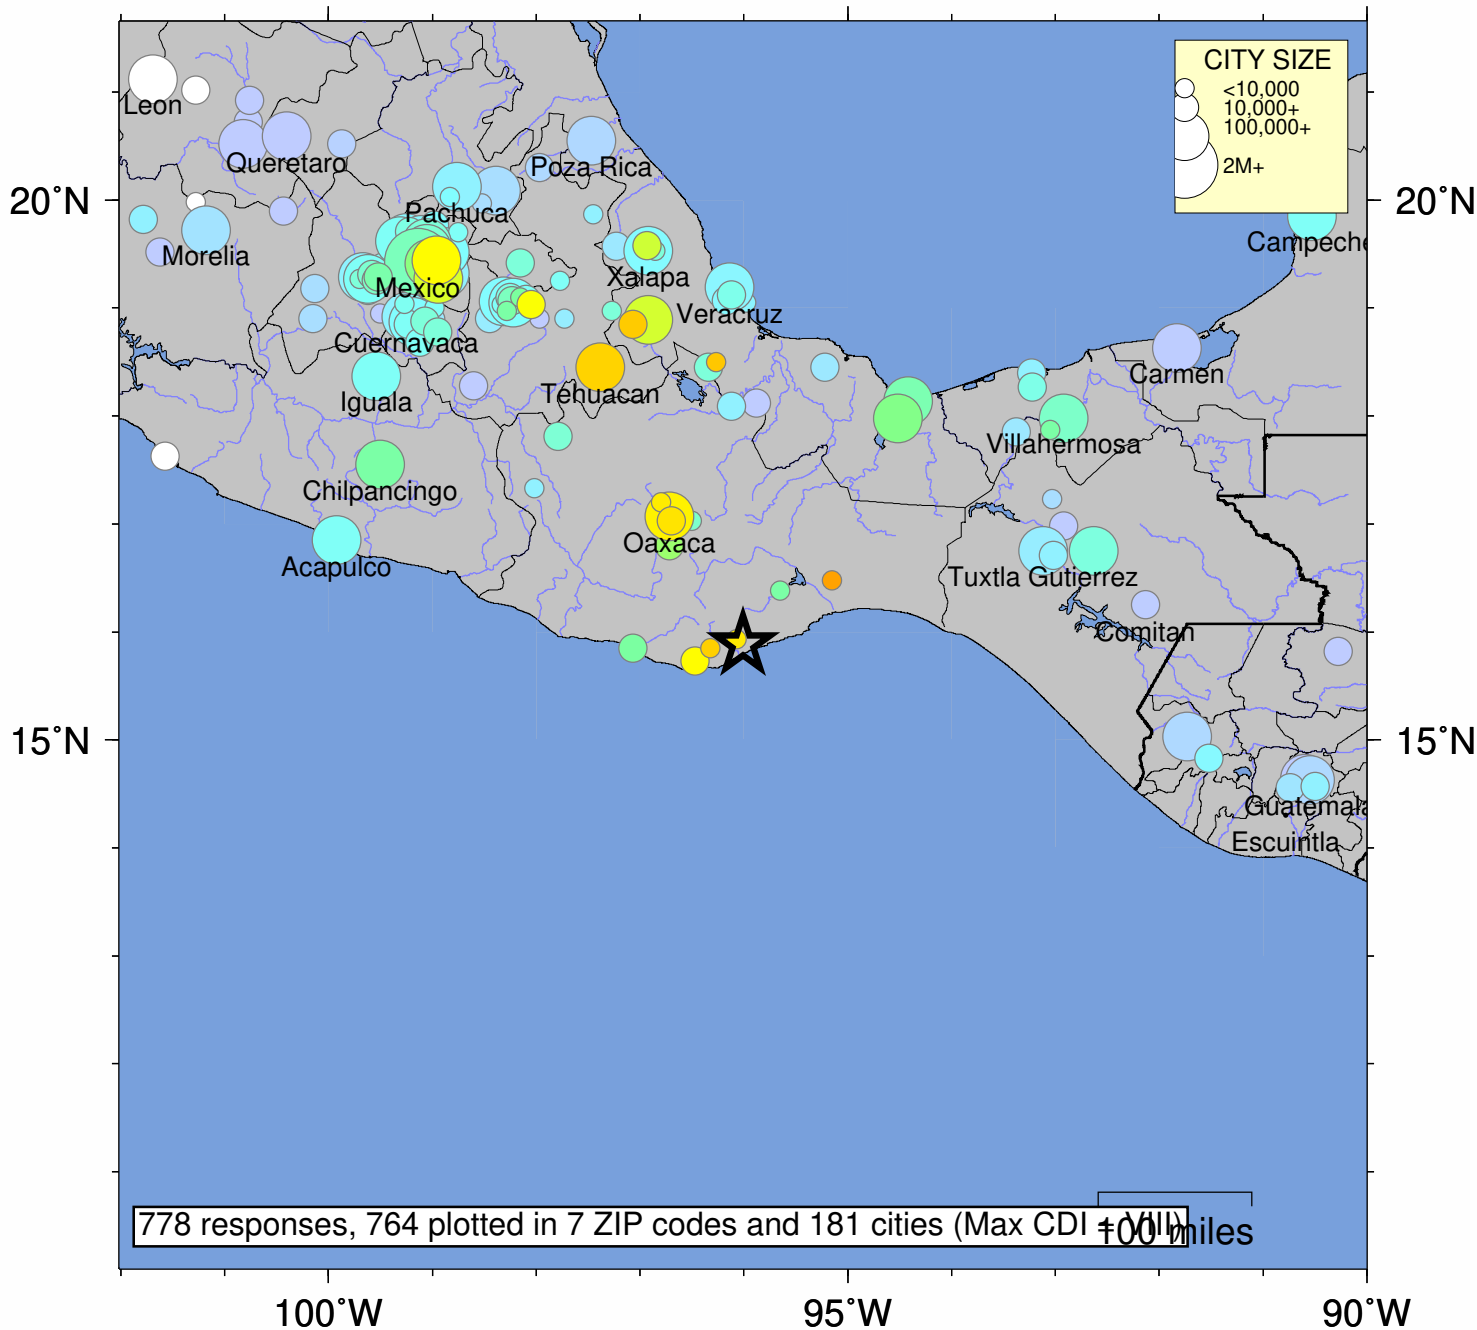 CITY SIZE
<10,000
10,000+
100,000+
2M+
Leon
Queretaro
Poza Rica
20˚N
20˚N
Pachuca
Morelia
Campeche
Xalapa
Mexico
Veracruz
Cuernavaca
Carmen
Tehuacan
Iguala
Villahermosa
Chilpancingo
Oaxaca
Acapulco
Tuxtla Gutierrez
Comitan
15˚N
15˚N
Guatemala
Escuintla
778 responses, 764 plotted in 7 ZIP codes and 181 cities (Max CDI = VIII)
100 miles
100˚W
95˚W
90˚W